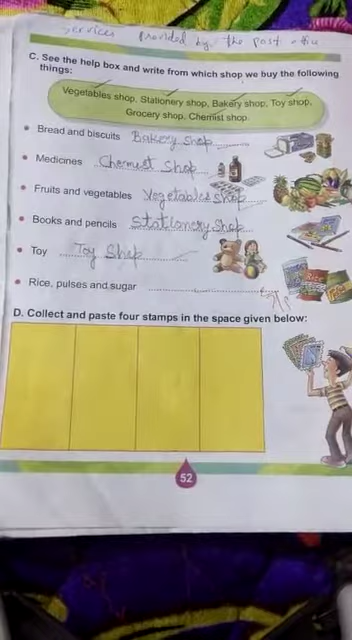 services provided by the post office
C. See the help box and write from which shop we buy the following
things:
Vegetables shop, Stationery shop, Bakery shop, Toy shop,
Grocery shop, Chemist shop
• Bread and biscuits Bakery shop
• Medicines Chemest Shop
• Fruits and vegetables Vegetables shop
• Books and pencils Stationery Shop
• Toy Toy Shop
• Rice, pulses and sugar
D. Collect and paste four stamps in the space given below:
52